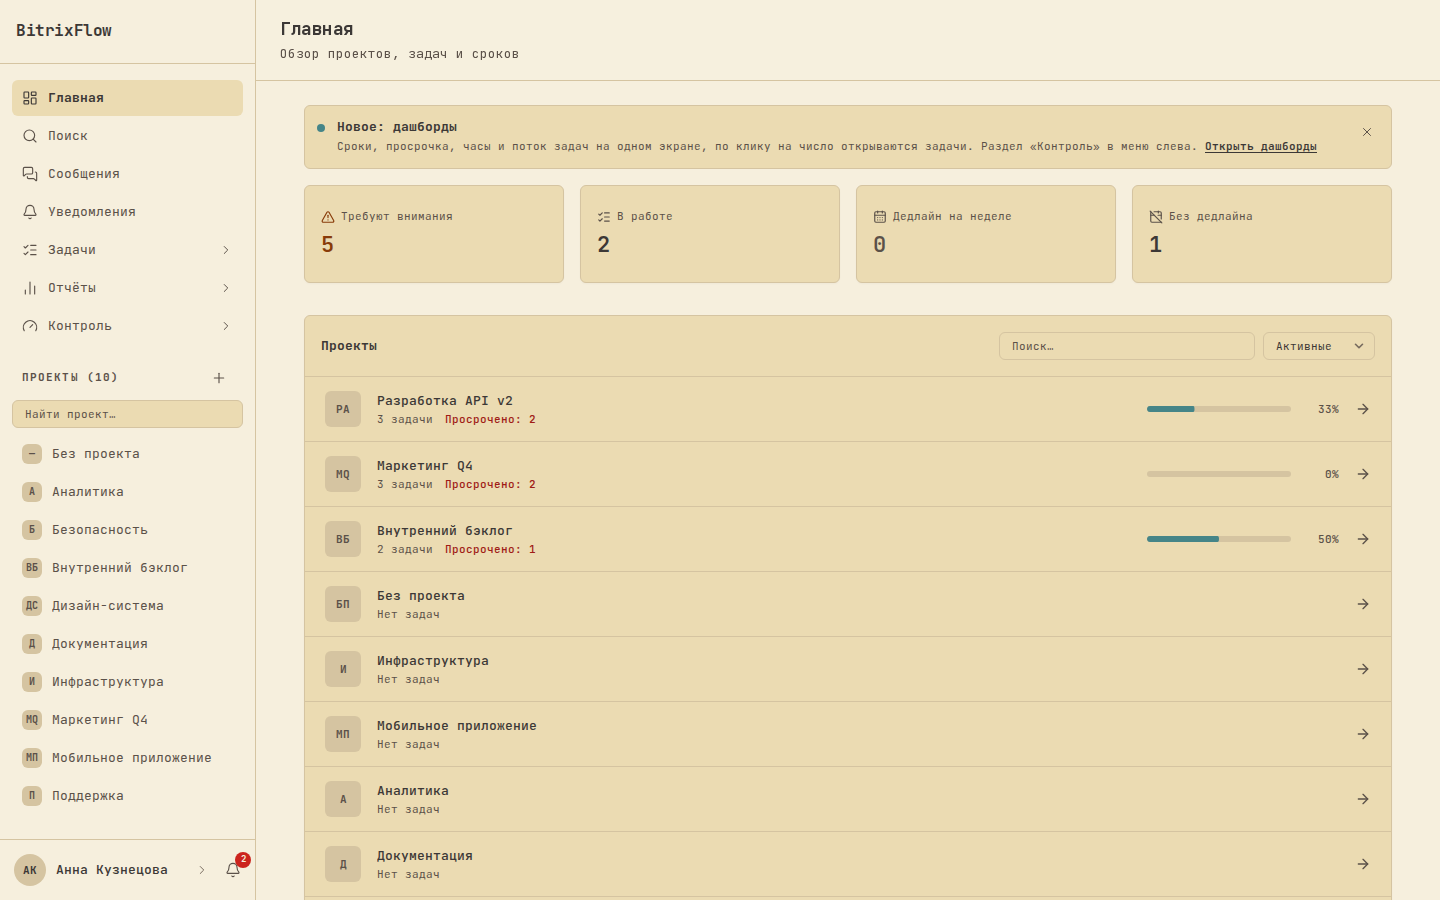 BitrixFlow
Главная
Поиск
Сообщения
Уведомления
Задачи
Отчёты
Контроль
ПРОЕКТЫ (10)
Найти проект…
— Без проекта
А Аналитика
Б Безопасность
ВБ Внутренний бэклог
ДС Дизайн-система
Д Документация
И Инфраструктура
MQ Маркетинг Q4
МП Мобильное приложение
П Поддержка
АК Анна Кузнецова 2
Главная
Обзор проектов, задач и сроков
Новое: дашборды
Сроки, просрочка, часы и поток задач на одном экране, по клику на число открываются задачи. Раздел «Контроль» в меню слева. Открыть дашборды
Требуют внимания
5
В работе
2
Дедлайн на неделе
0
Без дедлайна
1
Проекты Поиск… Активные
РА Разработка API v2
3 задачи Просрочено: 2
33%
MQ Маркетинг Q4
3 задачи Просрочено: 2
0%
ВБ Внутренний бэклог
2 задачи Просрочено: 1
50%
БП Без проекта
Нет задач
И Инфраструктура
Нет задач
МП Мобильное приложение
Нет задач
А Аналитика
Нет задач
Д Документация
Нет задач